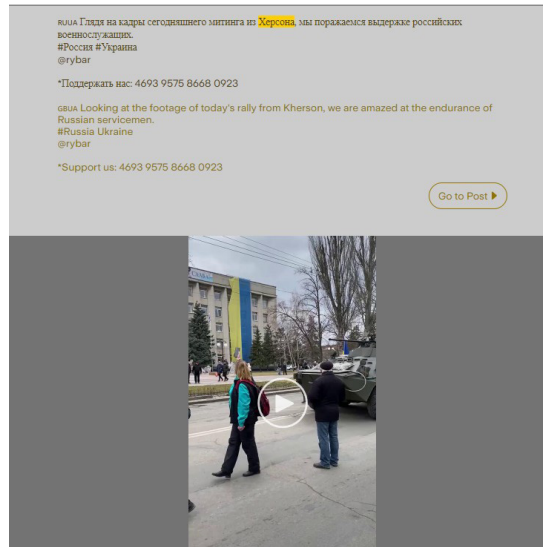 RUUA Глядя на кадры сегодняшнего митинга из Херсона, мы поражаемся выдержке российских
военнослужащих.
#Россия #Украина
@rybar
*Поддержать нас: 4693 9575 8668 0923
GBUA Looking at the footage of today's rally from Kherson, we are amazed at the endurance of
Russian servicemen.
#Russia Ukraine
@rybar
*Support us: 4693 9575 8668 0923
Go to Post